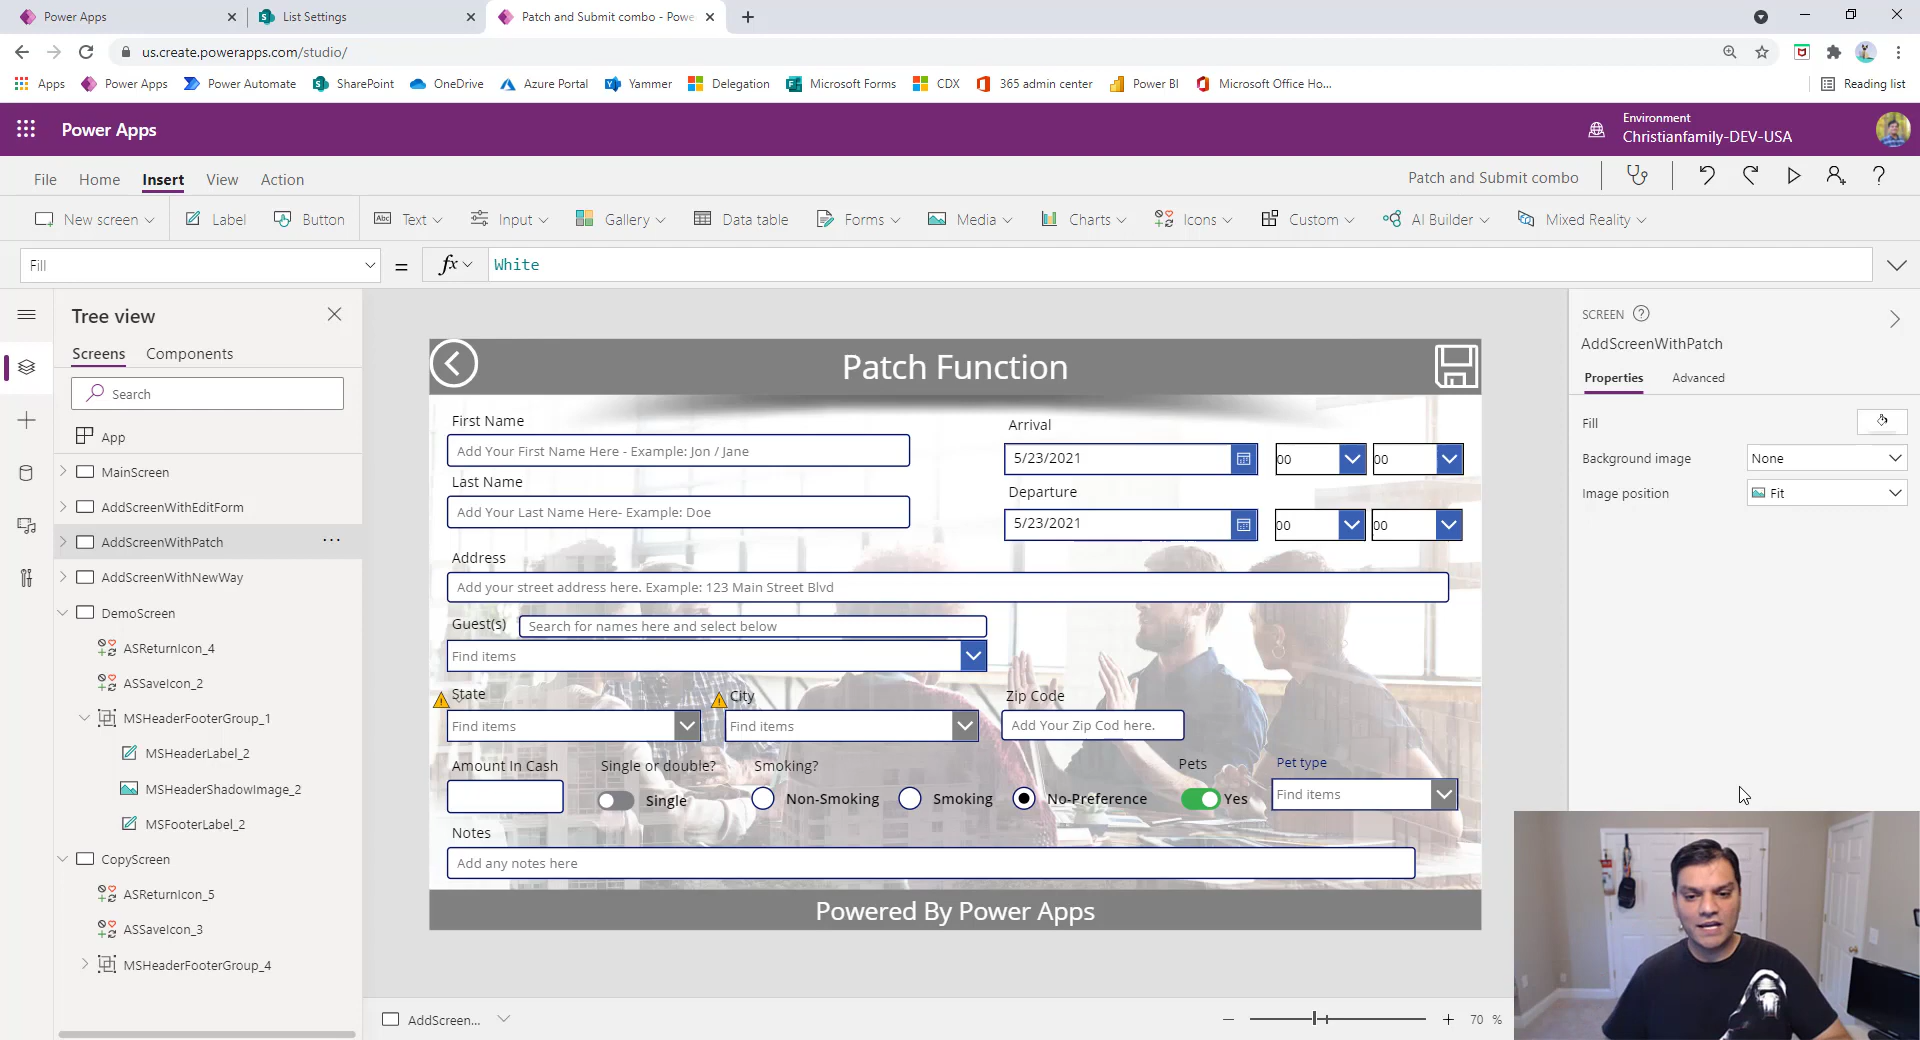 Power Apps
List Settings
Patch and Submit combo - Powe
us.create.powerapps.com/studio/
Apps
Power Apps
Power Automate
SharePoint
OneDrive
Azure Portal
Yammer
Delegation
Microsoft Forms
CDX
365 admin center
Power BI
Microsoft Office Ho...
Reading list
Power Apps
Environment
Christianfamily-DEV-USA
File
Home
Insert
View
Action
Patch and Submit combo
New screen
Label
Button
Abc
Text
Input
Gallery
Data table
Forms
Media
Charts
Icons
Custom
AI Builder
Mixed Reality
Fill
=
fx
White
Tree view
Screens
Components
Search
App
MainScreen
AddScreenWithEditForm
AddScreenWithPatch
AddScreenWithNewWay
DemoScreen
ASReturnIcon_4
ASSaveIcon_2
MSHeaderFooterGroup_1
MSHeaderLabel_2
MSHeaderShadowImage_2
MSFooterLabel_2
CopyScreen
ASReturnIcon_5
ASSaveIcon_3
MSHeaderFooterGroup_4
Patch Function
First Name
Add Your First Name Here - Example: Jon / Jane
Last Name
Add Your Last Name Here- Example: Doe
Arrival
5/23/2021
00
00
Departure
5/23/2021
00
00
Address
Add your street address here. Example: 123 Main Street Blvd
Guest(s)
Search for names here and select below
Find items
State
Find items
City
Find items
Zip Code
Add Your Zip Cod here.
Amount In Cash
Single or double?
Single
Smoking?
Non-Smoking
Smoking
No-Preference
Pets
Yes
Pet type
Find items
Notes
Add any notes here
Powered By Power Apps
AddScreen...
70 %
SCREEN
AddScreenWithPatch
Properties
Advanced
Fill
Background image
None
Image position
Fit